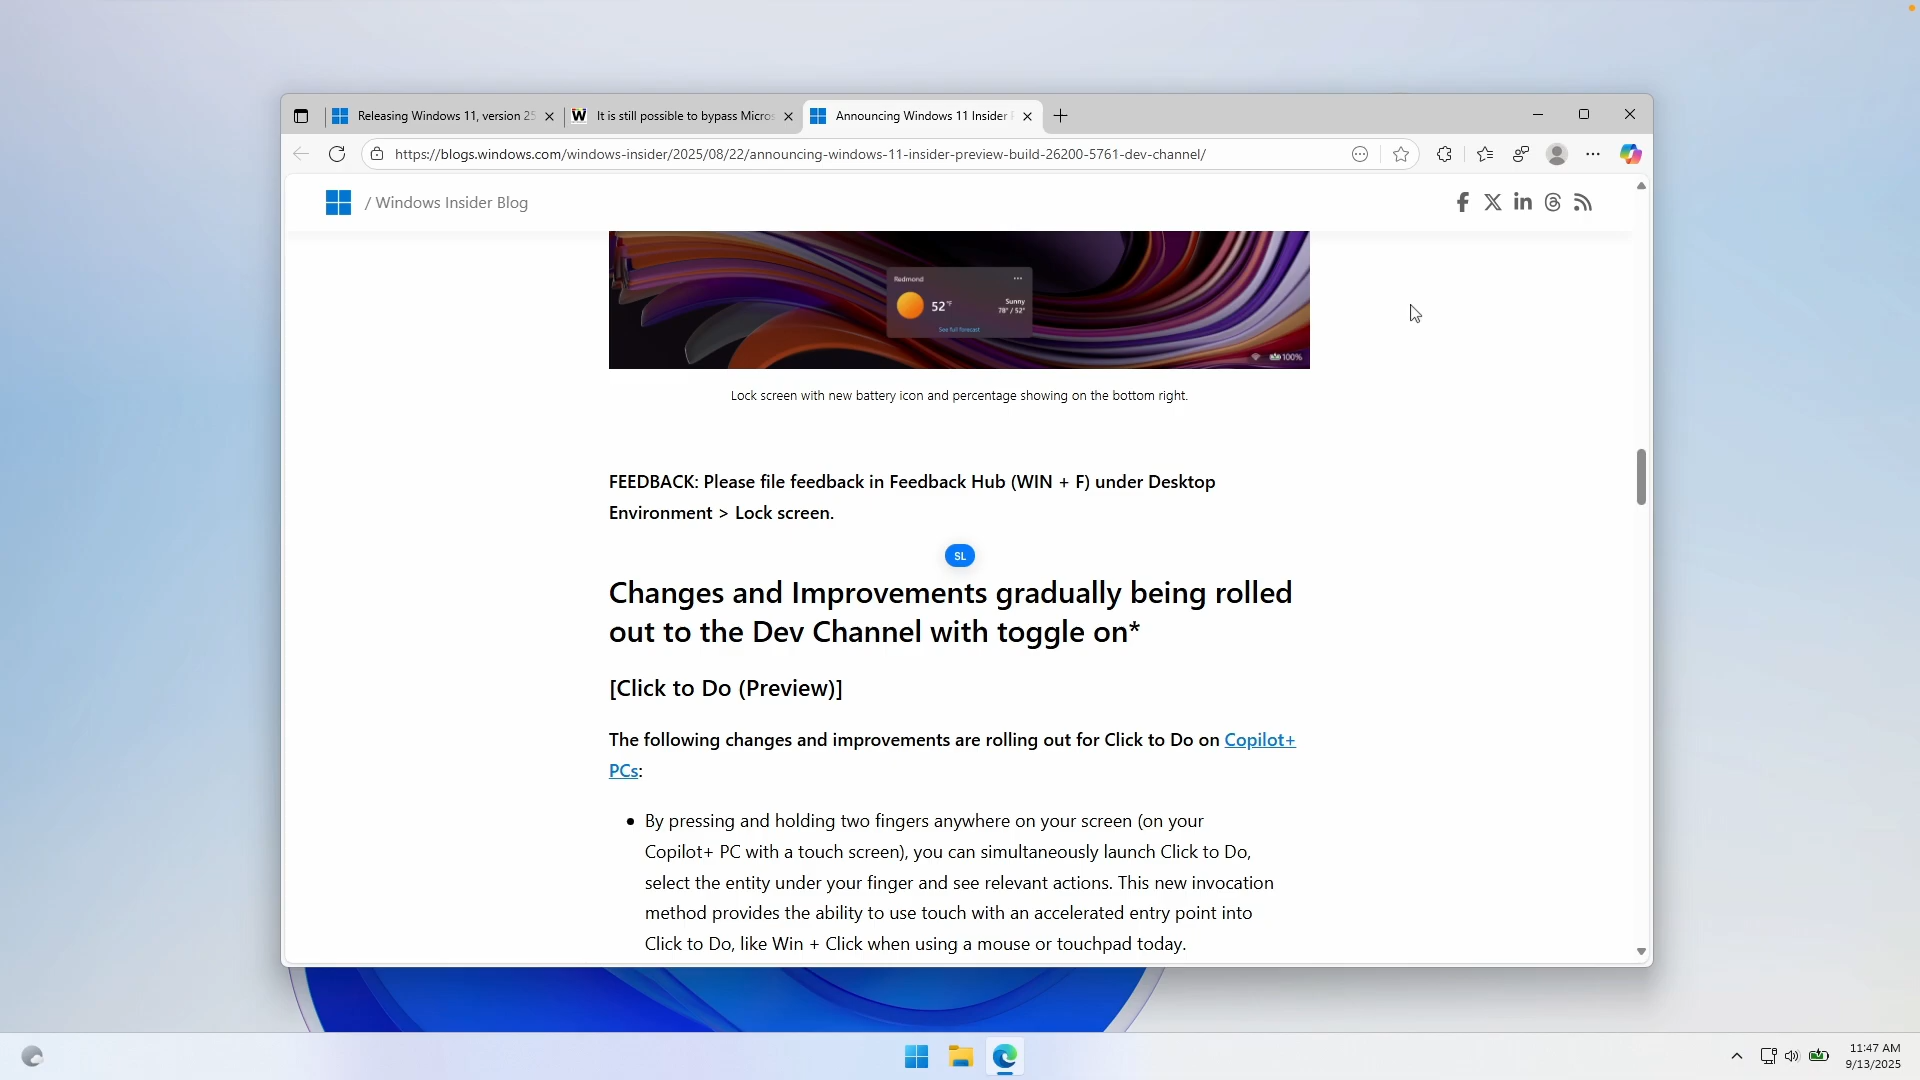 Releasing Windows 11, version 25
It is still possible to bypass Micros
Announcing Windows 11 Insider P
https://blogs.windows.com/windows-insider/2025/08/22/announcing-windows-11-insider-preview-build-26200-5761-dev-channel/
/ Windows Insider Blog
Redmond
52°F
Sunny
78° / 52°
See full forecast
100%
Lock screen with new battery icon and percentage showing on the bottom right.
FEEDBACK: Please file feedback in Feedback Hub (WIN + F) under Desktop
Environment > Lock screen.
SL
Changes and Improvements gradually being rolled
out to the Dev Channel with toggle on*
[Click to Do (Preview)]
The following changes and improvements are rolling out for Click to Do on Copilot+
PCs:
• By pressing and holding two fingers anywhere on your screen (on your
Copilot+ PC with a touch screen), you can simultaneously launch Click to Do,
select the entity under your finger and see relevant actions. This new invocation
method provides the ability to use touch with an accelerated entry point into
Click to Do, like Win + Click when using a mouse or touchpad today.
11:47 AM
9/13/2025